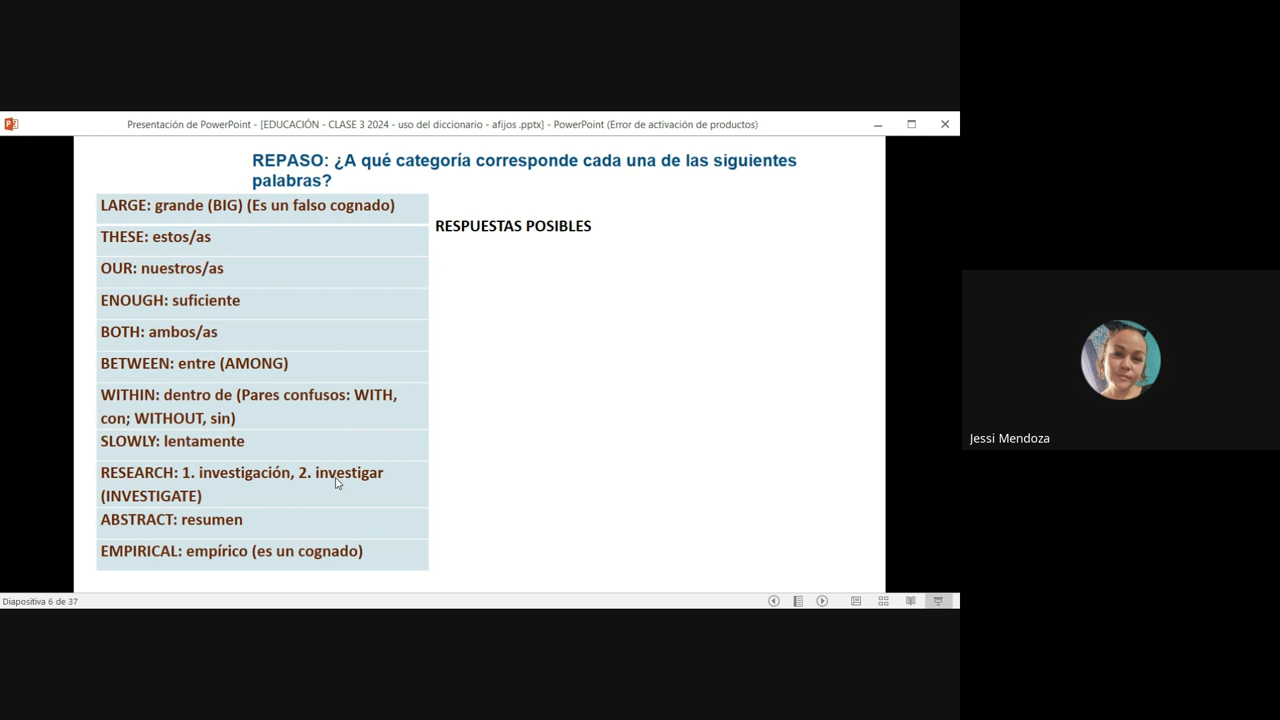 Presentación de PowerPoint - [EDUCACIÓN - CLASE 3 2024 - uso del diccionario - afijos .pptx] - PowerPoint (Error de activación de productos)
REPASO: ¿A qué categoría corresponde cada una de las siguientes
palabras?
LARGE: grande (BIG) (Es un falso cognado)
RESPUESTAS POSIBLES
THESE: estos/as
OUR: nuestros/as
ENOUGH: suficiente
BOTH: ambos/as
BETWEEN: entre (AMONG)
WITHIN: dentro de (Pares confusos: WITH,
con; WITHOUT, sin)
SLOWLY: lentamente
RESEARCH: 1. investigación, 2. investigar
(INVESTIGATE)
ABSTRACT: resumen
EMPIRICAL: empírico (es un cognado)
Diapositiva 6 de 37
Jessi Mendoza